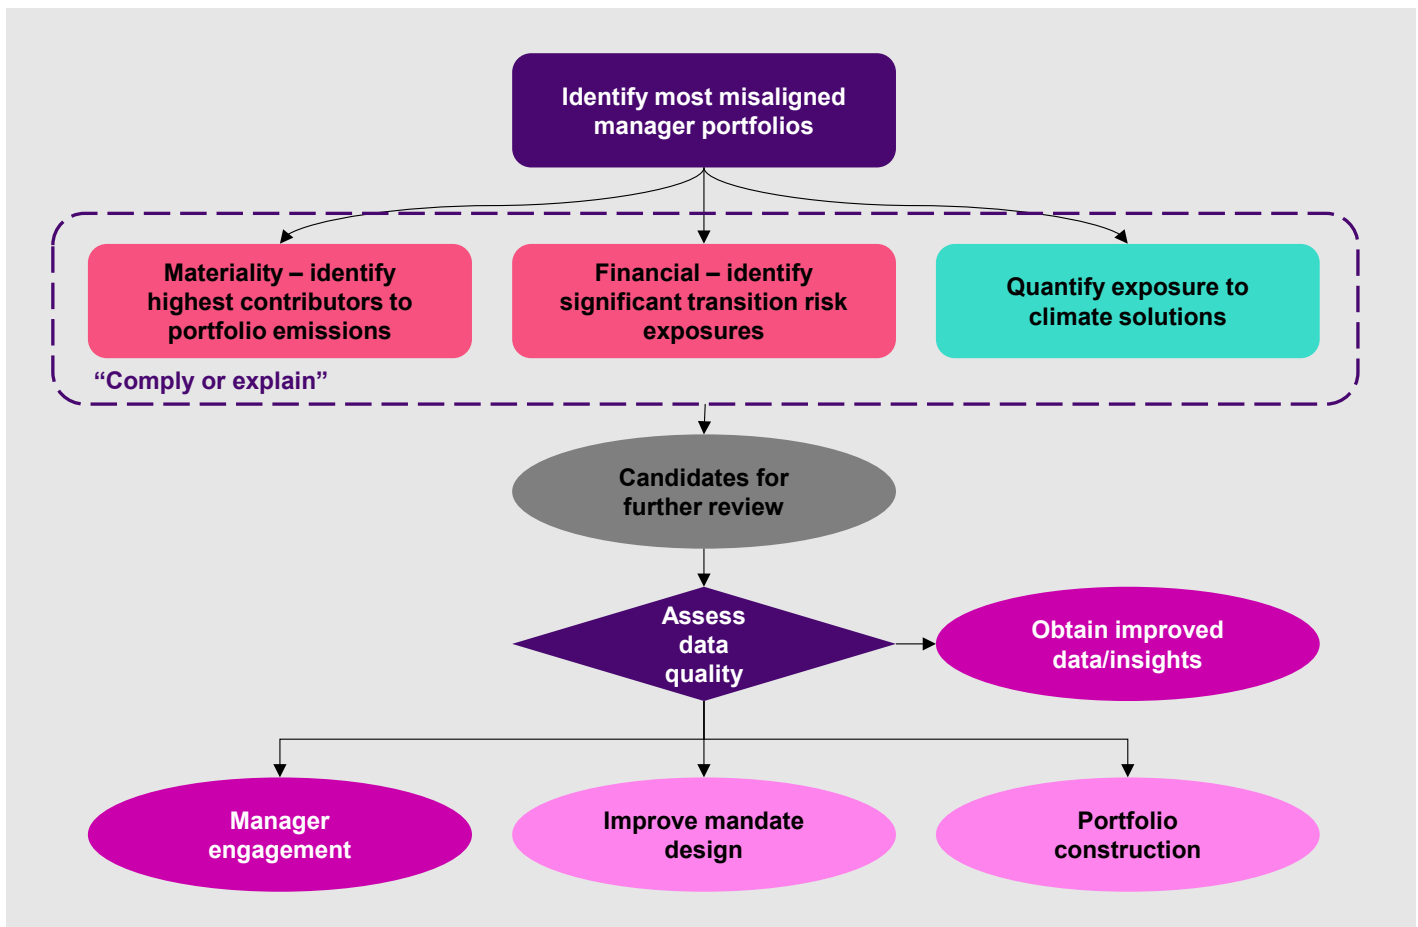 Identify most misaligned
manager portfolios
Materiality – identify
highest contributors to
portfolio emissions
Financial – identify
significant transition risk
exposures
Quantify exposure to
climate solutions
“Comply or explain”
Candidates for
further review
Assess
data
quality
Obtain improved
data/insights
Manager
engagement
Improve mandate
design
Portfolio
construction